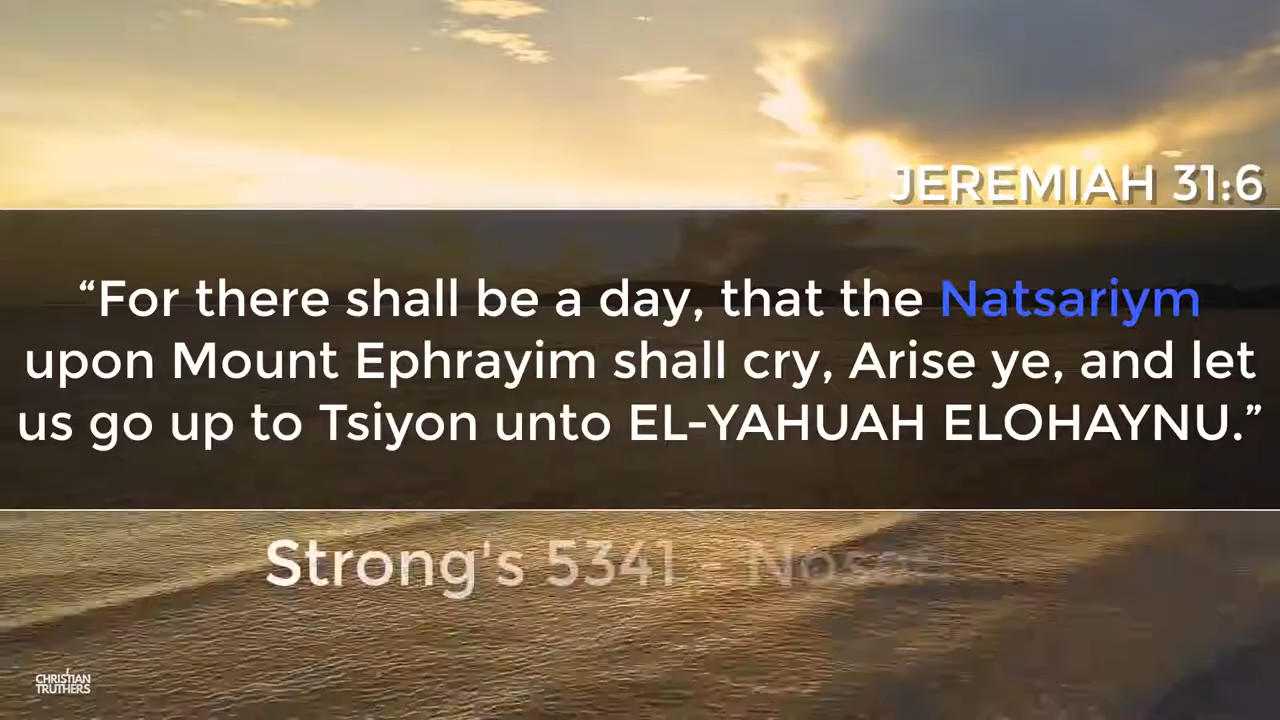 JEREMIAH 31:6
“For there shall be a day, that the Natsariym
upon Mount Ephrayim shall cry, Arise ye, and let
us go up to Tsiyon unto EL-YAHUAH ELOHAYNU.”
Strong's 5341 -
CHRISTIAN
TRUTHERS